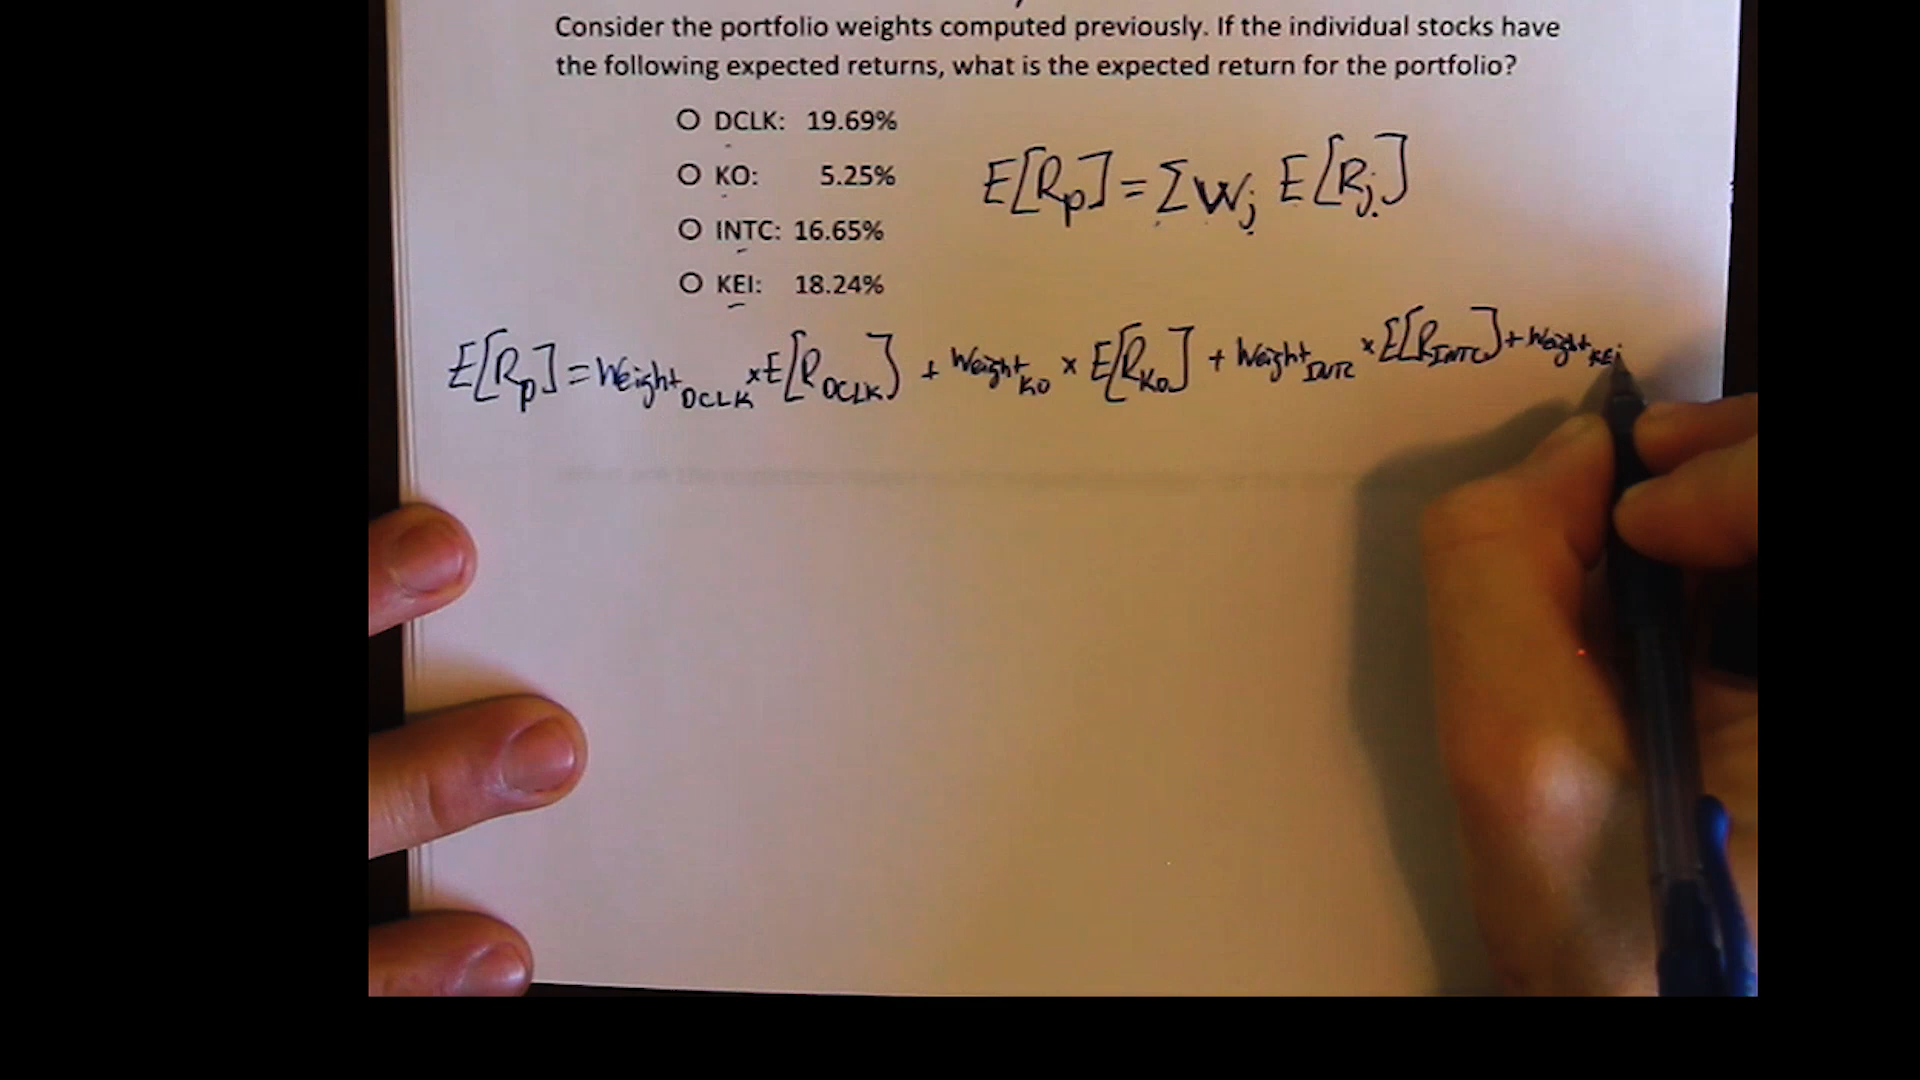 Consider the portfolio weights computed previously. If the individual stocks have
the following expected returns, what is the expected return for the portfolio?
O DCLK: 19.69%
O KO: 5.25%
O INTC: 16.65%
O KEI: 18.24%
E[Rp] = Σ Wj E[Rj]
E[Rp] = Weight DCLK × E[R DCLK] + Weight KO × E[R KO] + Weight INTC × E[R INTC] + Weight KEI